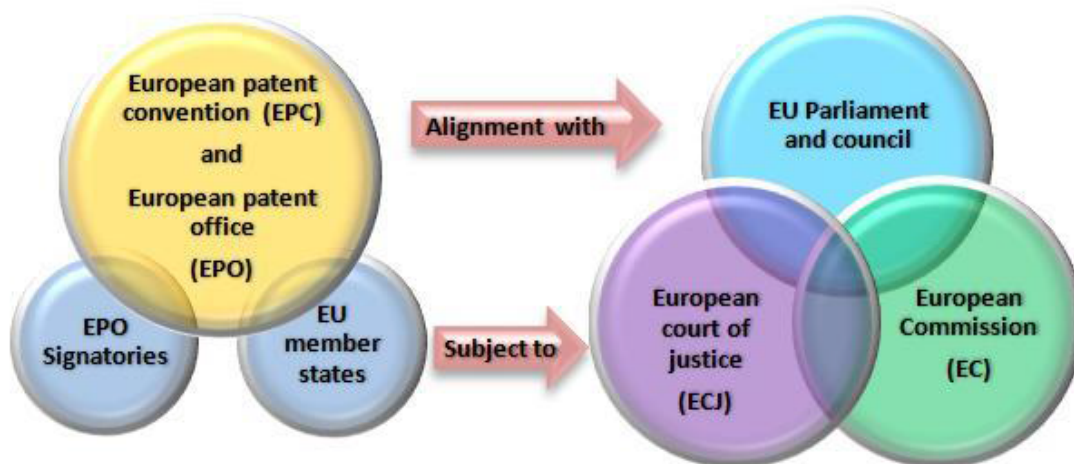 European patent
convention (EPC)
and
European patent
office
(EPO)
EPO
Signatories
EU
member
states
Alignment with
Subject to
EU Parliament
and council
European
court of
justice
(ECJ)
European
Commission
(EC)